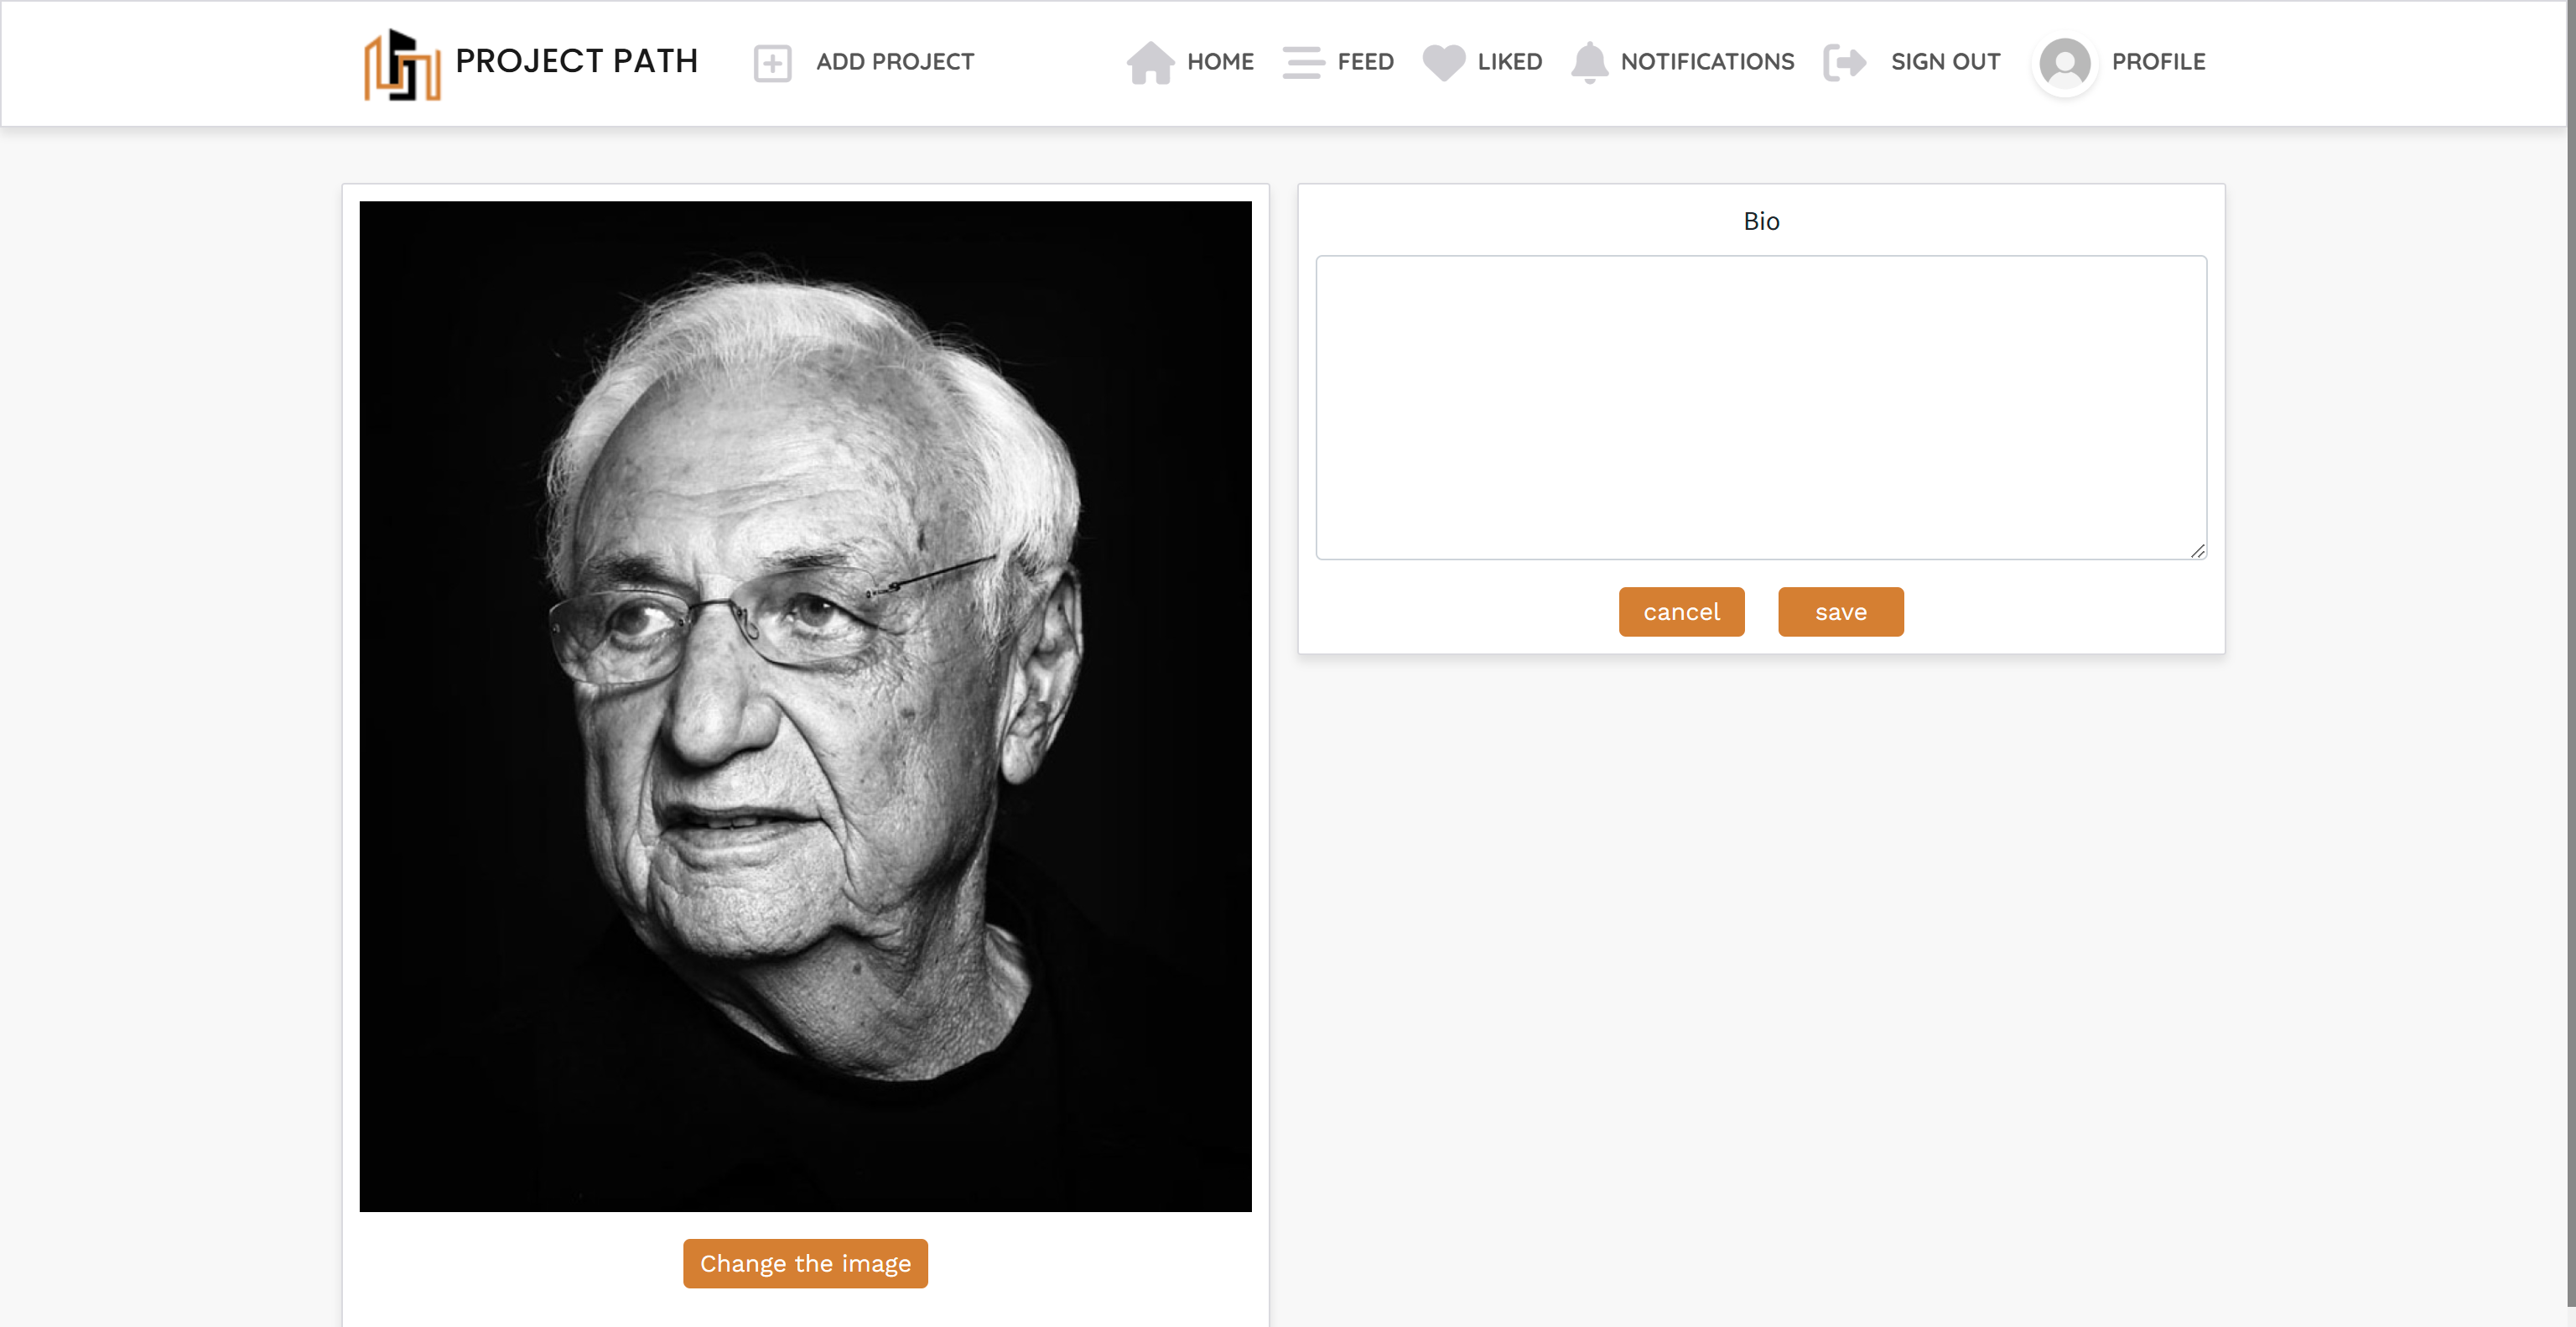 PROJECT PATH
ADD PROJECT
HOME
FEED
LIKED
NOTIFICATIONS
SIGN OUT
PROFILE
Bio
cancel
save
Change the image